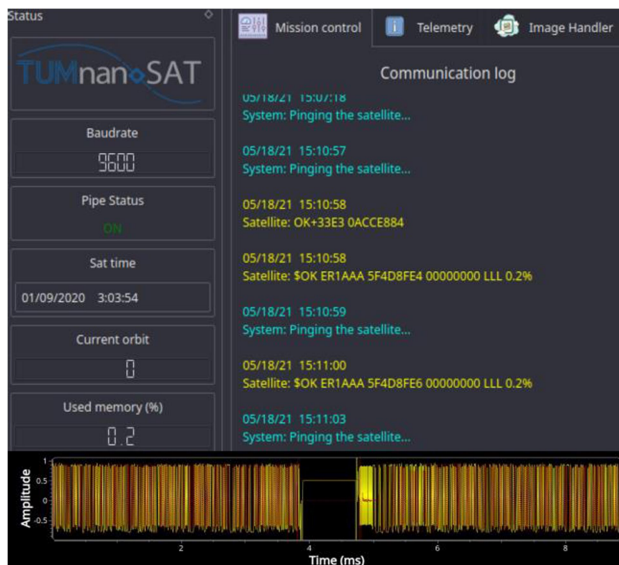 Status
TUMnanoSAT
Baudrate
9600
Pipe Status
ON
Sat time
01/09/2020 3:03:54
Current orbit
0
Used memory (%)
0.2
Mission control
Telemetry
Image Handler
Communication log
05/18/21 15:07:18
System: Pinging the satellite...
05/18/21 15:10:57
System: Pinging the satellite...
05/18/21 15:10:58
Satellite: OK+33E3 0ACCE884
05/18/21 15:10:58
Satellite: $OK ER1AAA 5F4D8FE4 00000000 LLL 0.2%
05/18/21 15:10:59
System: Pinging the satellite...
05/18/21 15:11:00
Satellite: $OK ER1AAA 5F4D8FE6 00000000 LLL 0.2%
05/18/21 15:11:03
System: Pinging the satellite...
Amplitude
1
0.5
0
-0.5
2
4
6
8
Time (ms)